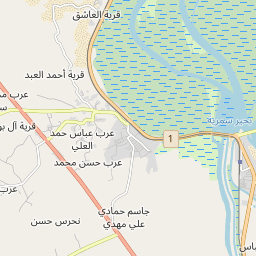 قرية العاشق
قرية أحمد العبد
عرب
قرية آل
عرب عباس حمد
العلي
1
عرب حسن محمد
عرب
جاسم حمادي
علي مهدي
نحرس حسن